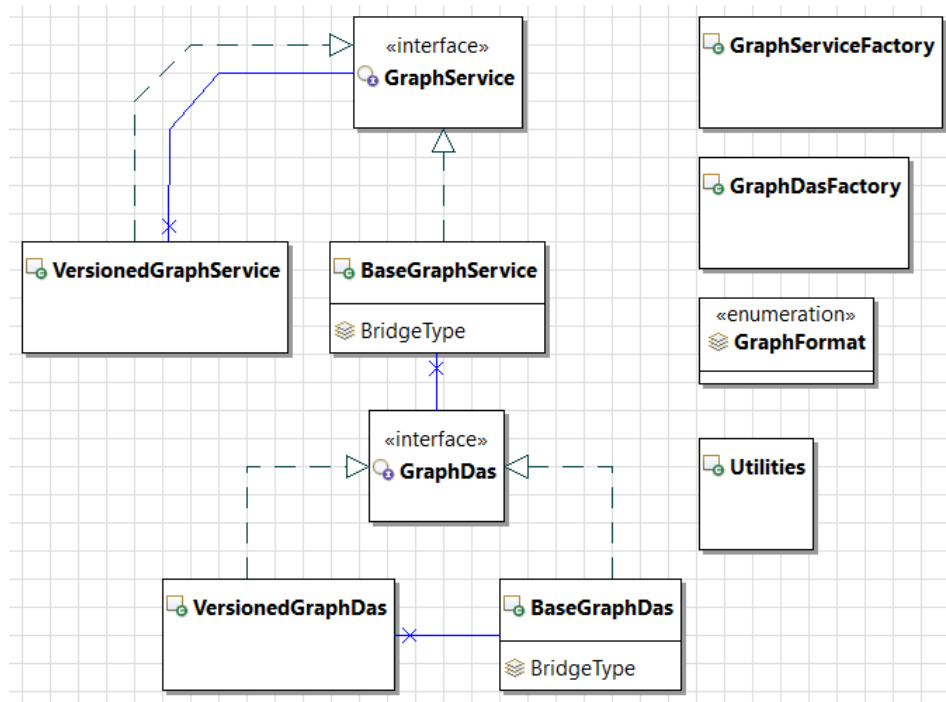 «interface»
GraphService
GraphServiceFactory
GraphDasFactory
VersionedGraphService
BaseGraphService
BridgeType
«enumeration»
GraphFormat
«interface»
GraphDas
Utilities
VersionedGraphDas
BaseGraphDas
BridgeType